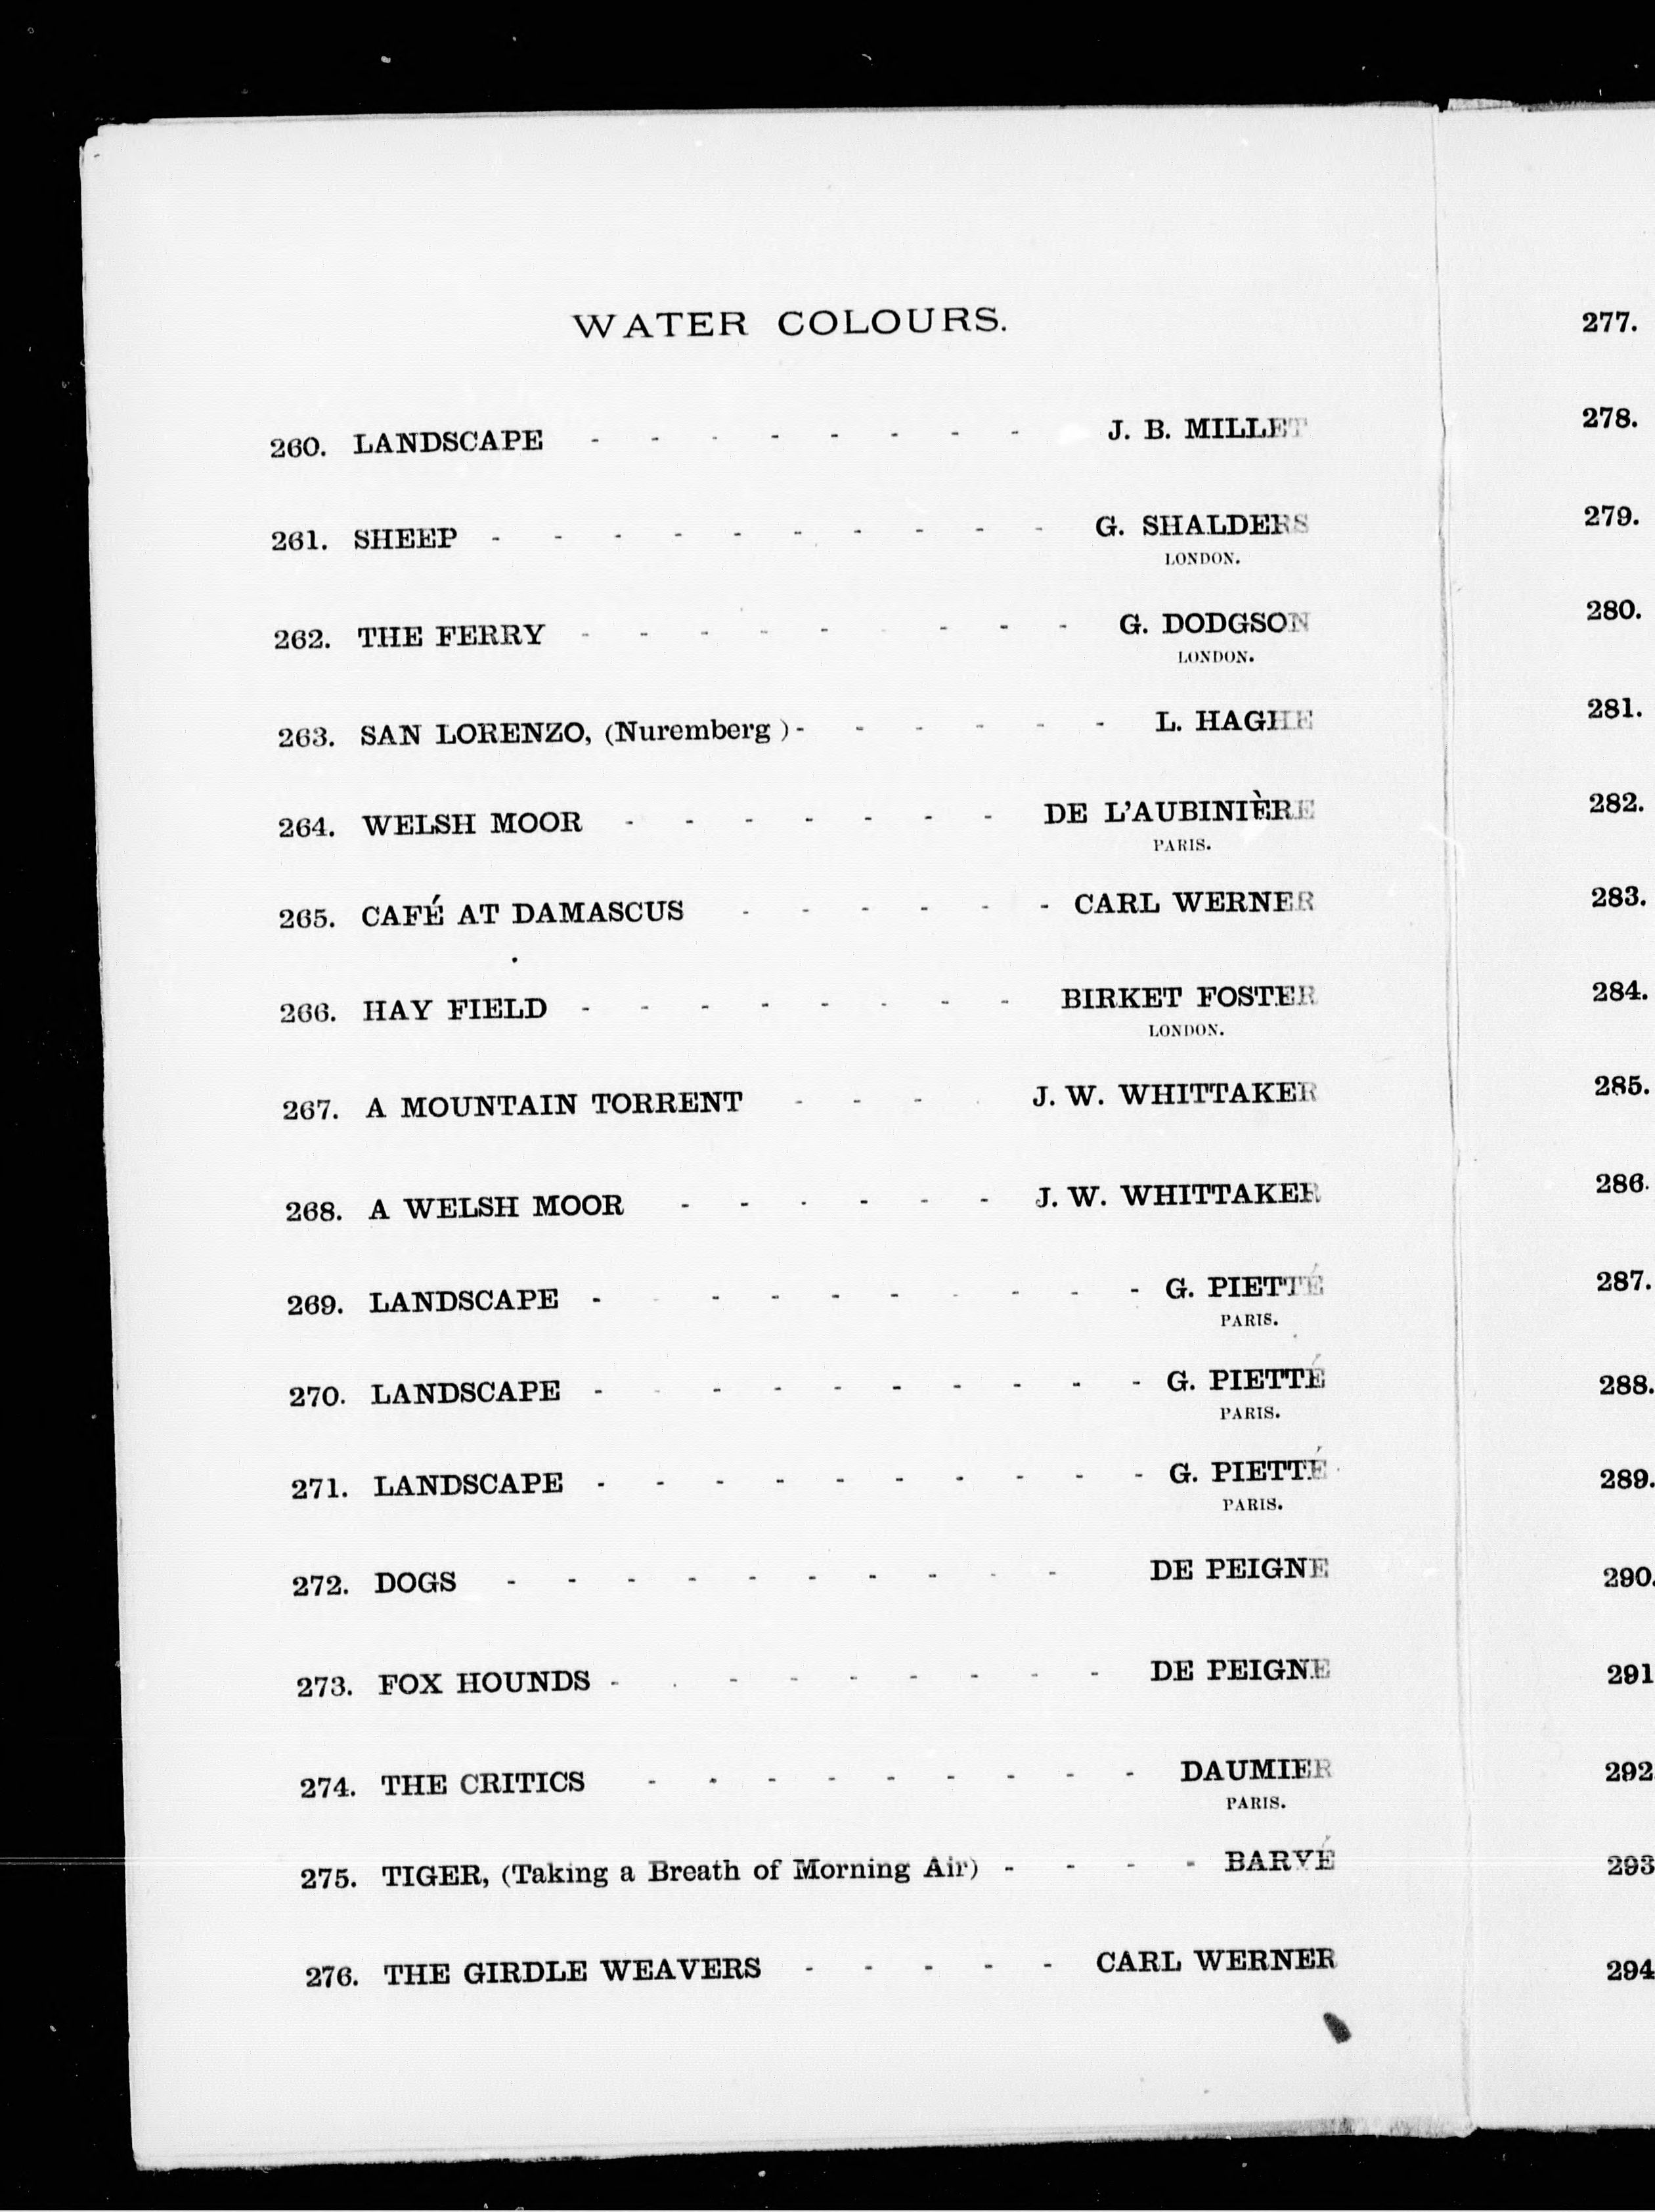 WATER COLOURS.
260. LANDSCAPE - - - - - - - - J. B. MILLET
261. SHEEP - - - - - - - - - - G. SHALDERS
LONDON.
262. THE FERRY - - - - - - - - - G. DODGSON
LONDON.
263. SAN LORENZO, (Nuremberg ) - - - - - - L. HAGHE
264. WELSH MOOR - - - - - - - DE L'AUBINIÈRE
PARIS.
265. CAFÉ AT DAMASCUS - - - - - - CARL WERNER
266. HAY FIELD - - - - - - - - BIRKET FOSTER
LONDON.
267. A MOUNTAIN TORRENT - - - - J. W. WHITTAKER
268. A WELSH MOOR - - - - - - J. W. WHITTAKER
269. LANDSCAPE - - - - - - - - - - G. PIETTÉ
PARIS.
270. LANDSCAPE - - - - - - - - - - G. PIETTÉ
PARIS.
271. LANDSCAPE - - - - - - - - - - G. PIETTÉ
PARIS.
272. DOGS - - - - - - - - - - DE PEIGNE
273. FOX HOUNDS - - - - - - - - - DE PEIGNE
274. THE CRITICS - - - - - - - - - DAUMIER
PARIS.
275. TIGER, (Taking a Breath of Morning Air) - - - - BARYÉ
276. THE GIRDLE WEAVERS - - - - - CARL WERNER
277.
278.
279.
280.
281.
282.
283.
284.
285.
286.
287.
288.
289.
290.
291
292
293
294